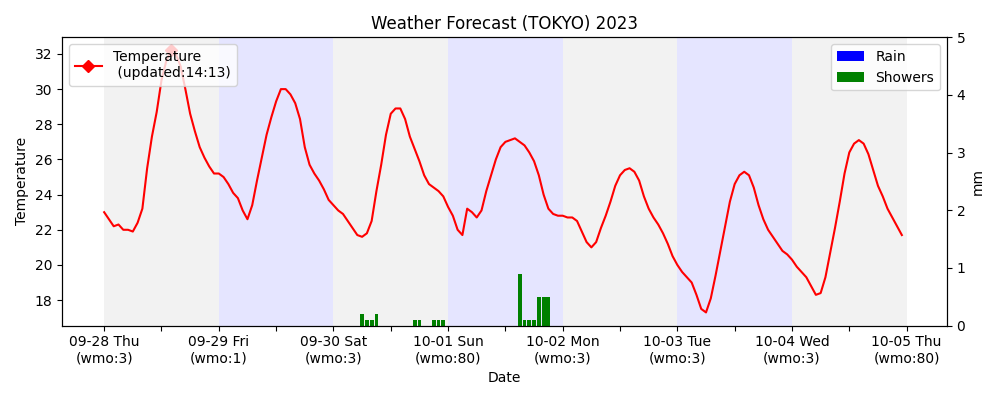 Weather Forecast (TOKYO) 2023
Temperature
(updated:14:13)
Rain
Showers
32
30
28
26
24
22
20
18
Temperature
5
4
3
2
1
0
mm
09-28 Thu 09-29 Fri 09-30 Sat 10-01 Sun 10-02 Mon 10-03 Tue 10-04 Wed 10-05 Thu
(wmo:3) (wmo:1) (wmo:3) (wmo:80) (wmo:3) (wmo:3) (wmo:3) (wmo:80)
Date